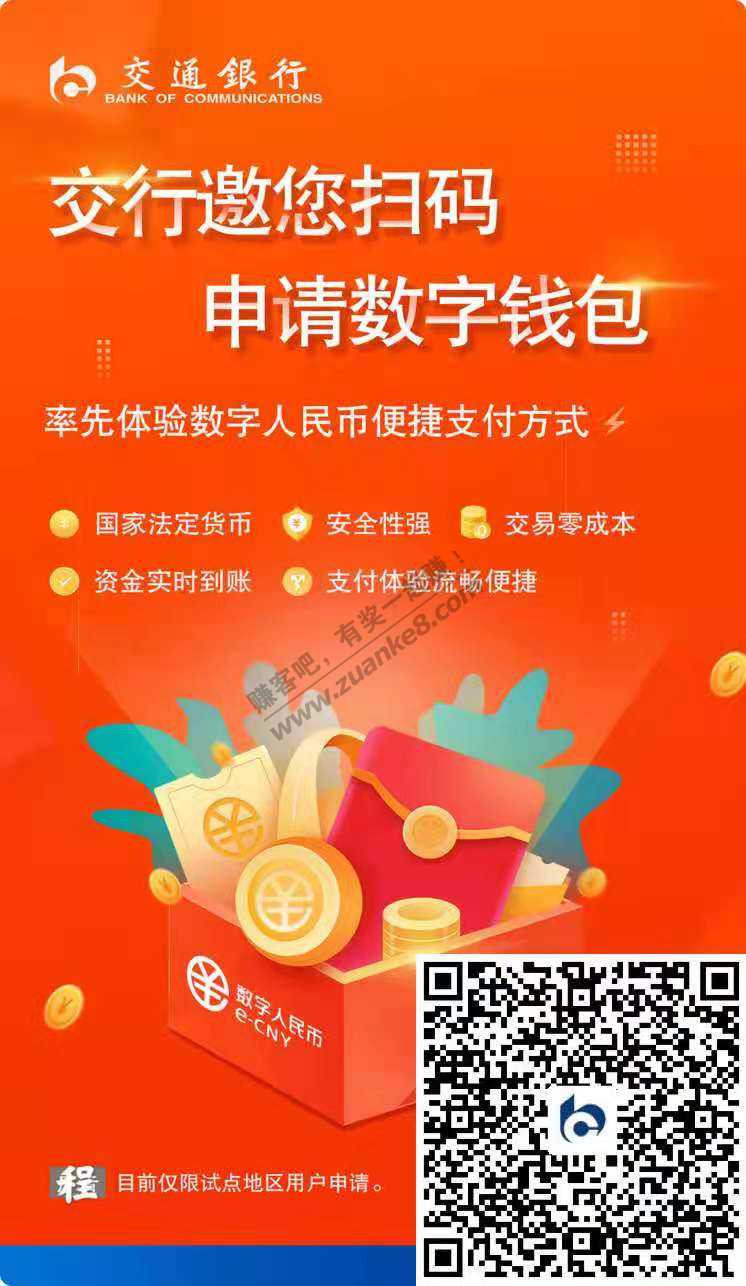 交通銀行
BANK OF COMMUNICATIONS
交行邀您扫码
申请数字钱包
率先体验数字人民币便捷支付方式
国家法定货币 安全性强 交易零成本
资金实时到账 支付体验流畅便捷
赚客吧，有奖一起赚！
www.zuanke8.com
数字人民币
e-CNY
程 目前仅限试点地区用户申请。